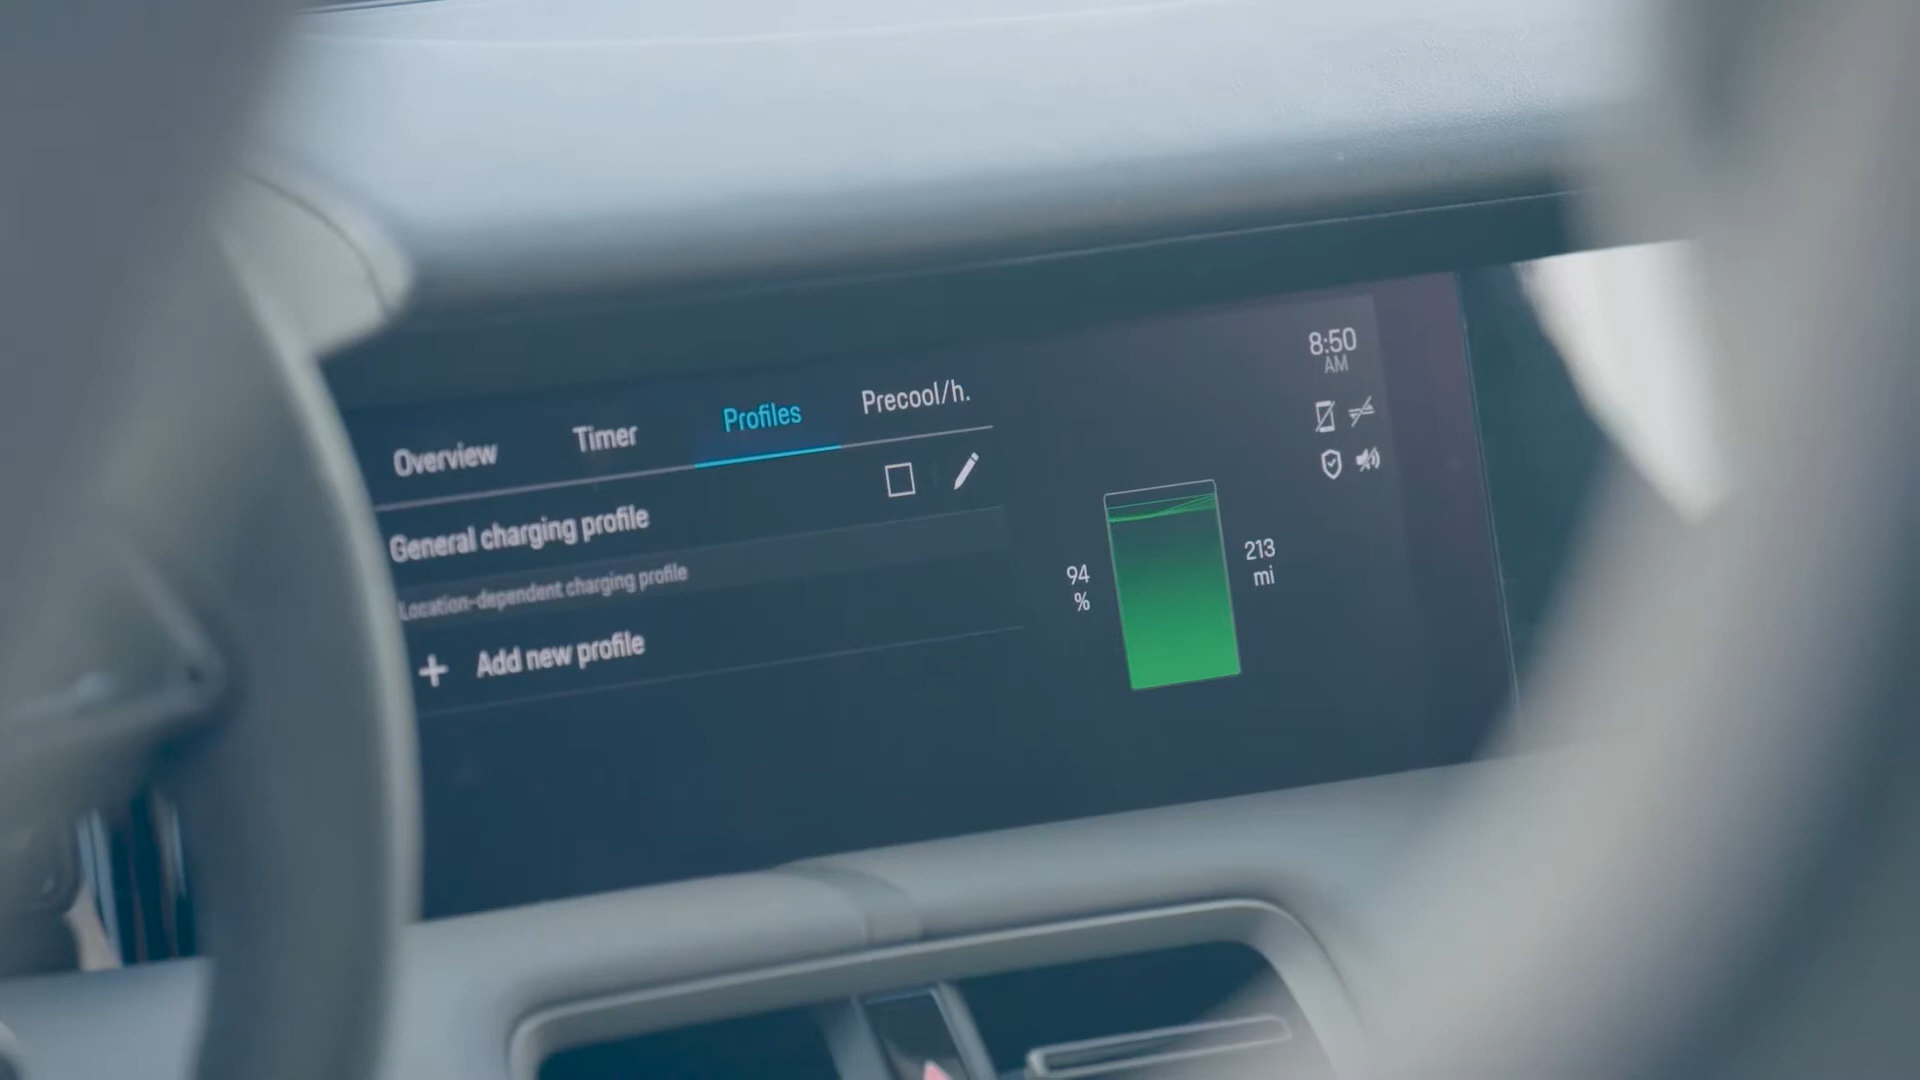 Overview
Timer
Profiles
Precool/h.
General charging profile
Location-dependent charging profile
+ Add new profile
94
%
213
mi
8:50
AM